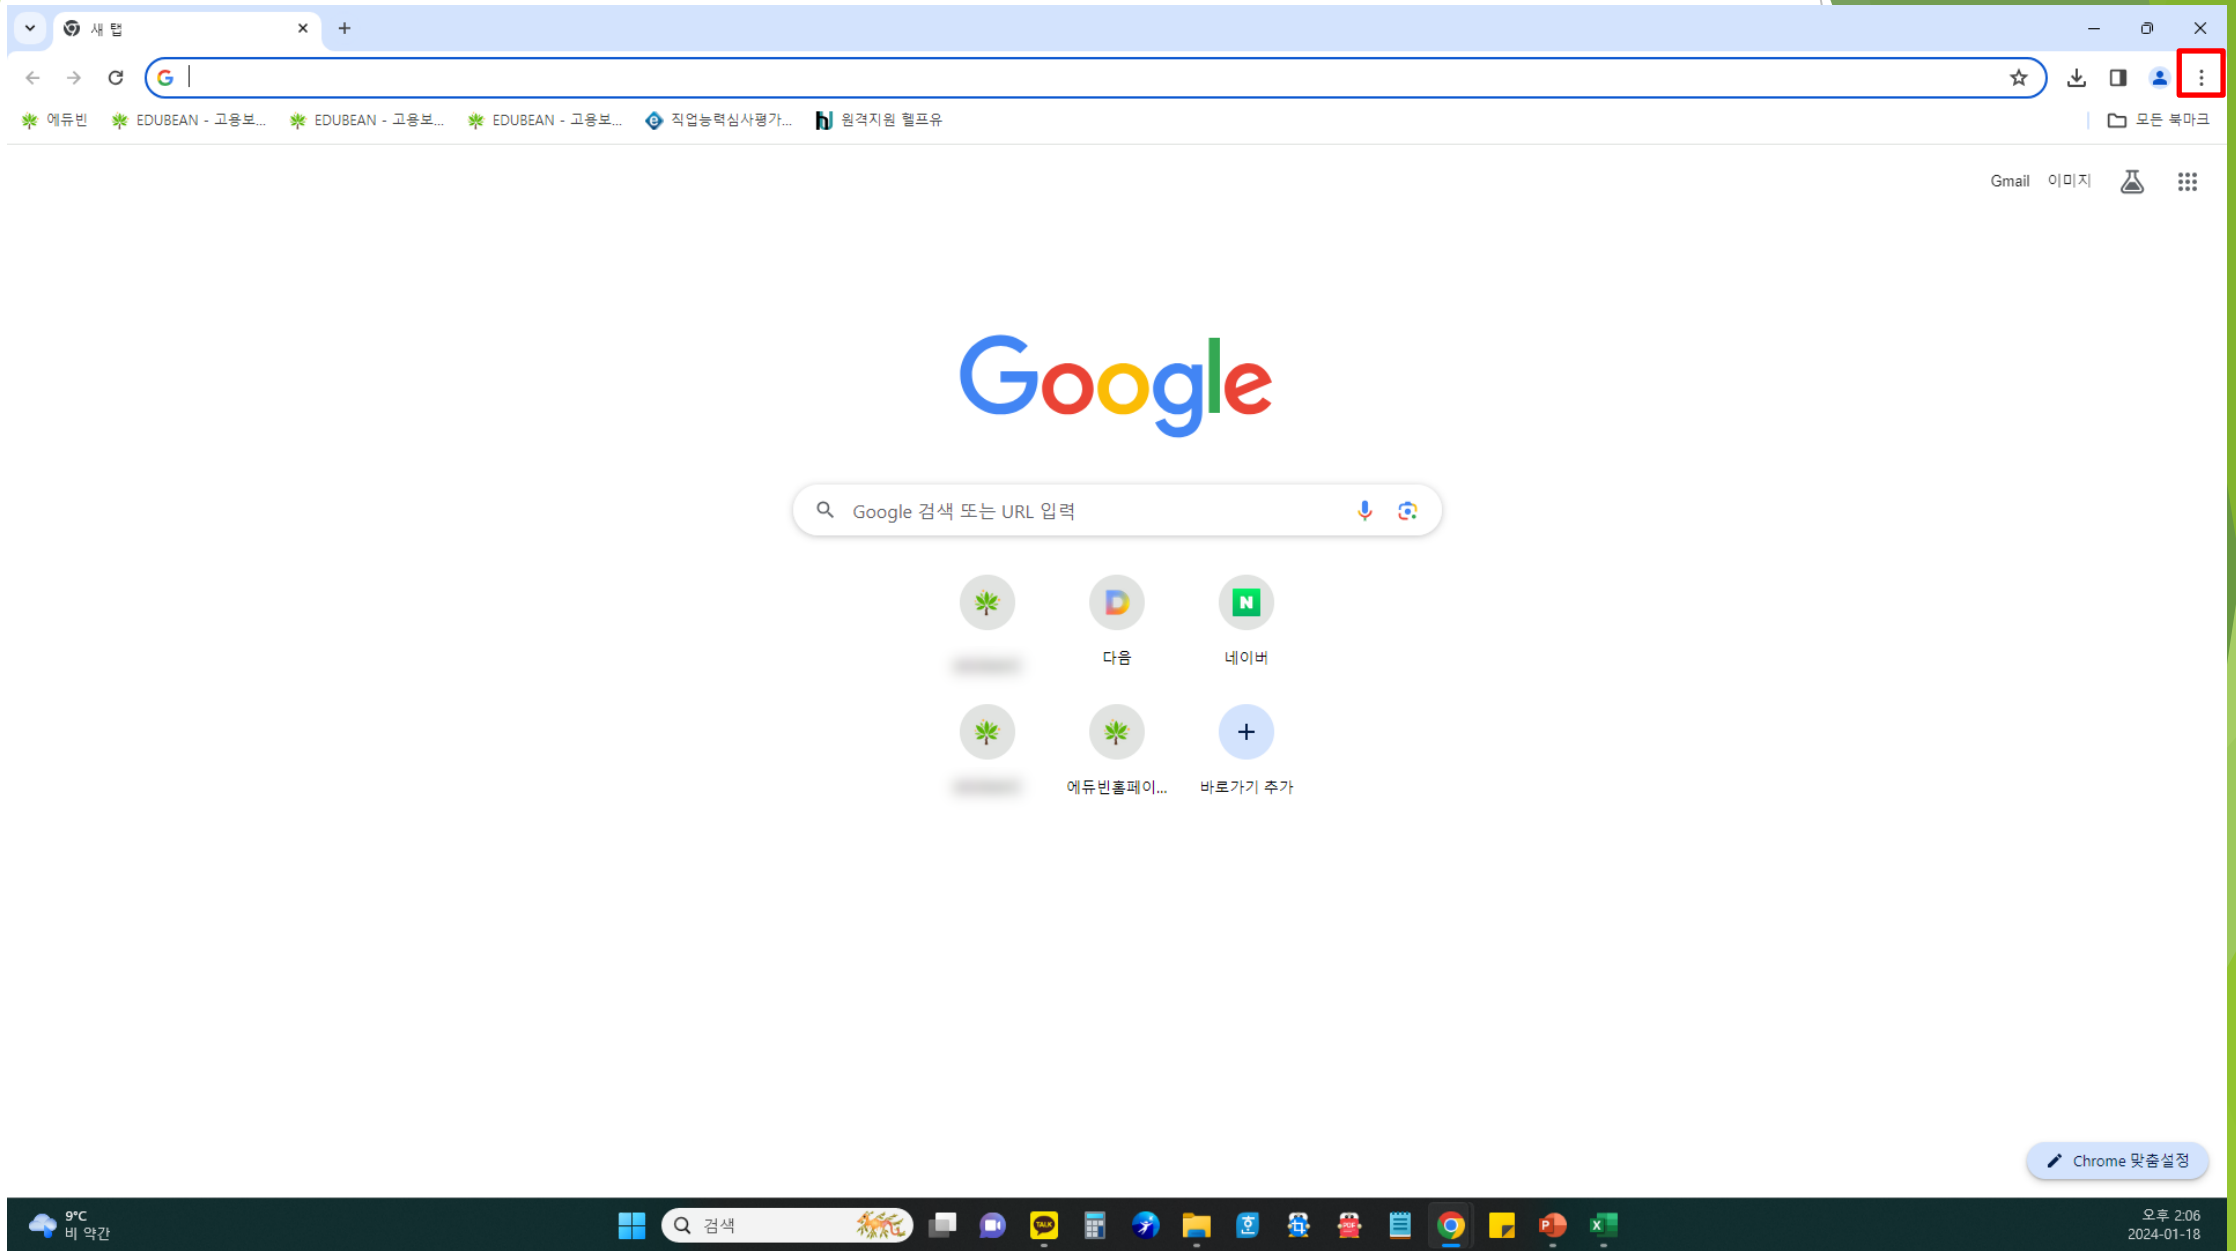 새 탭
에듀빈 EDUBEAN - 고용보... EDUBEAN - 고용보... EDUBEAN - 고용보... 직업능력심사평가... 원격지원 헬프유 모든 북마크
Gmail 이미지
Google
Google 검색 또는 URL 입력
다음 네이버
에듀빈홈페이... 바로가기 추가
Chrome 맞춤설정
9°C
비 약간
검색
TALK
PDF
오후 2:06
2024-01-18